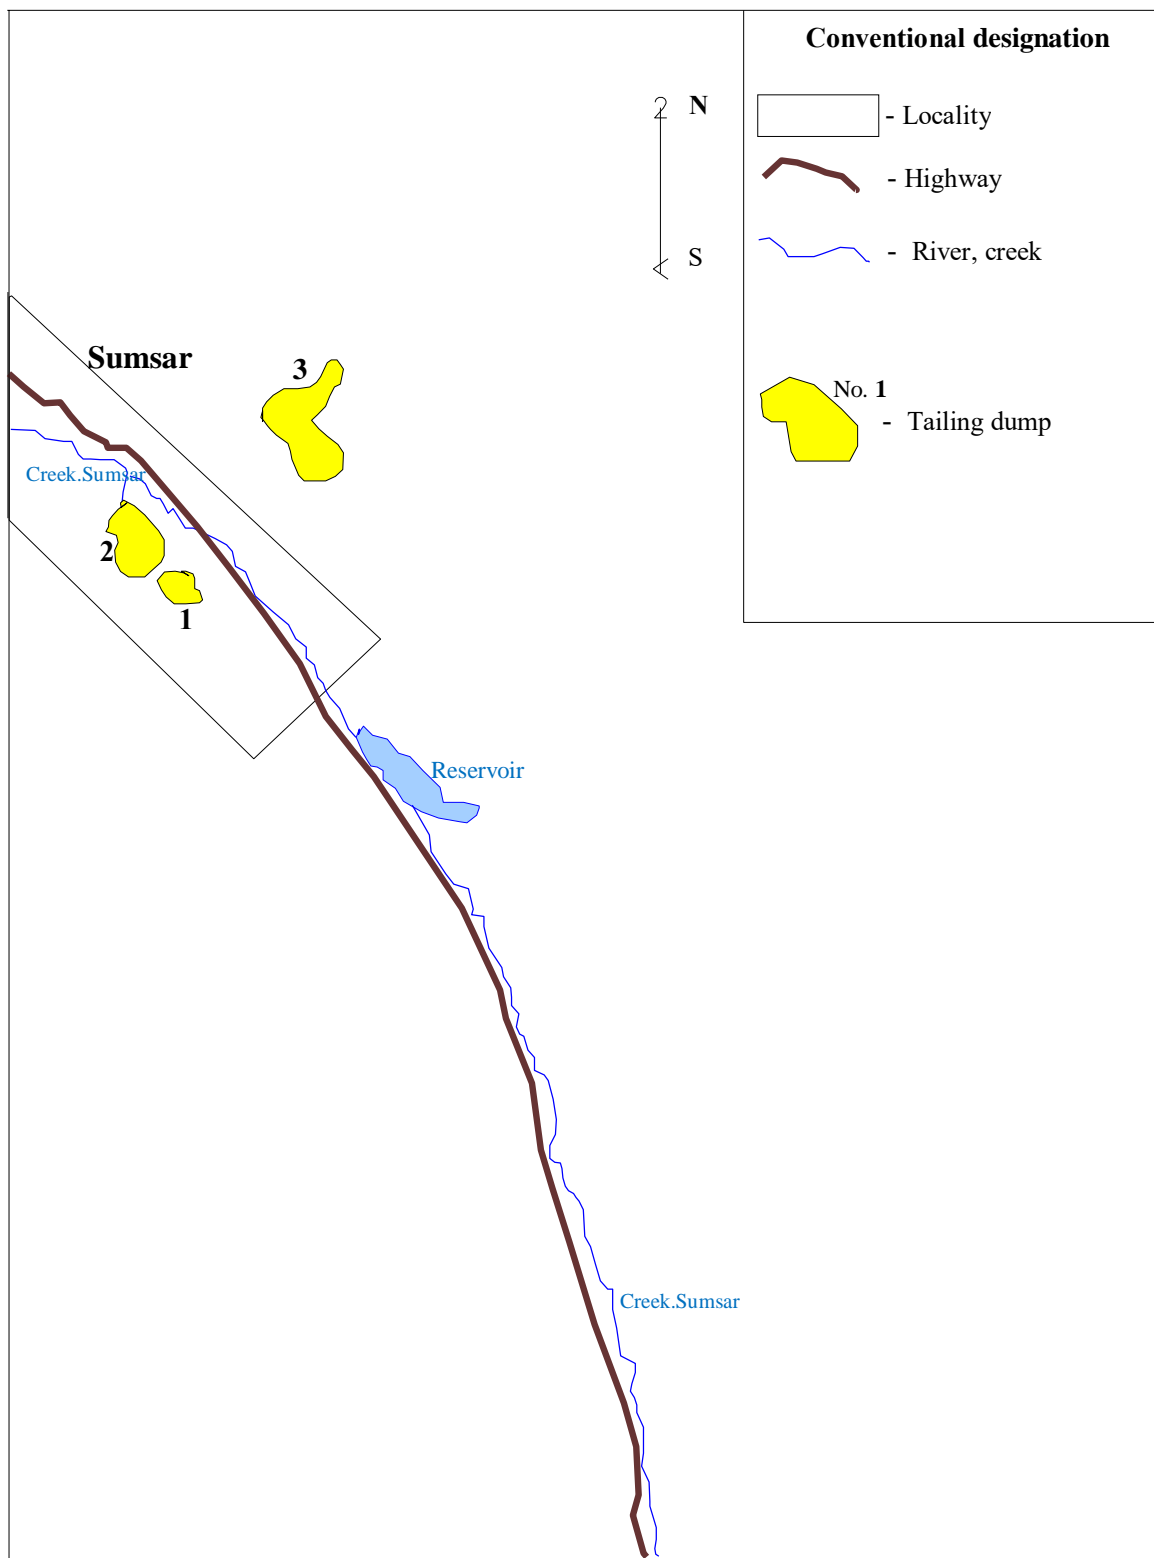 Conventional designation
N
- Locality
- Highway
S
- River, creek
Sumsar
3
No. 1
- Tailing dump
Creek.Sumsar
2
1
Reservoir
Creek.Sumsar